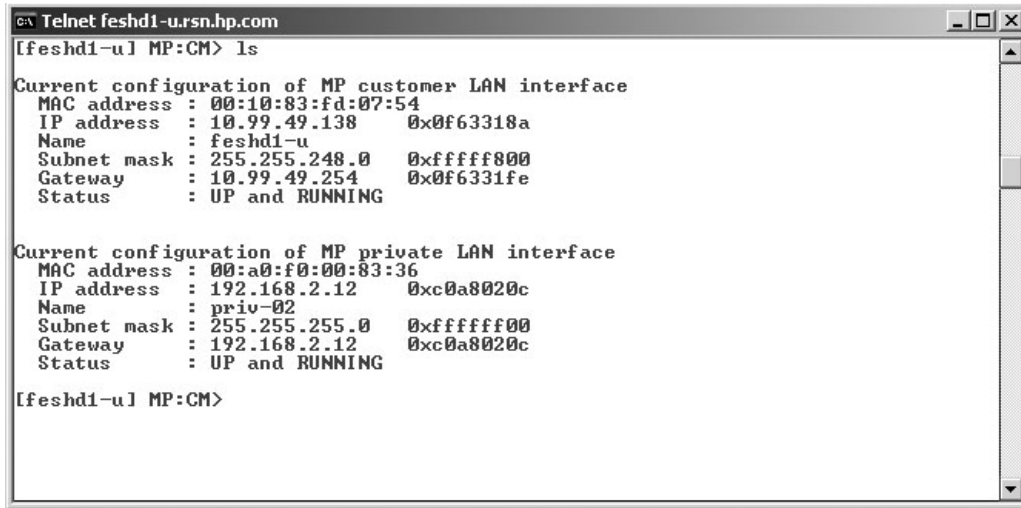 Telnet feshd1-u.rsn.hp.com
[feshd1-u] MP:CM> ls
Current configuration of MP customer LAN interface
MAC address : 00:10:83:fd:07:54
IP address : 10.99.49.138 0x0f63318a
Name : feshd1-u
Subnet mask : 255.255.248.0 0xfffff800
Gateway : 10.99.49.254 0x0f6331fe
Status : UP and RUNNING
Current configuration of MP private LAN interface
MAC address : 00:a0:f0:00:83:36
IP address : 192.168.2.12 0xc0a8020c
Name : priv-02
Subnet mask : 255.255.255.0 0xffffff00
Gateway : 192.168.2.12 0xc0a8020c
Status : UP and RUNNING
[feshd1-u] MP:CM>